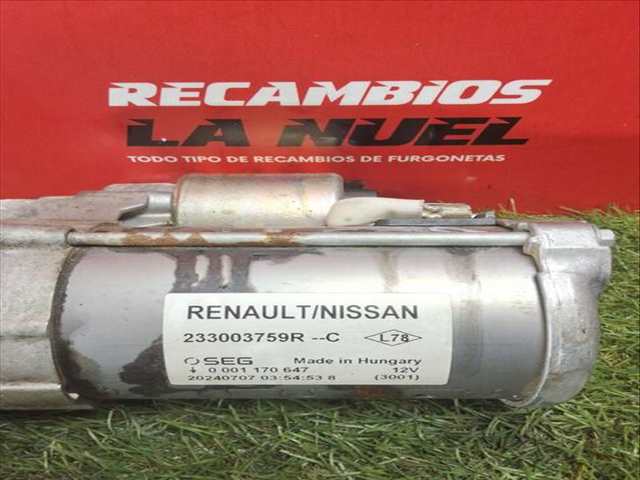 RECAMBIOS
LA NUEL
TODO TIPO DE RECAMBIOS DE FURGONETAS
RENAULT/NISSAN
233003759R --C L78
SEG Made in Hungary
0 001 170 647 12V
20240707 03:54:53 8 (3001)